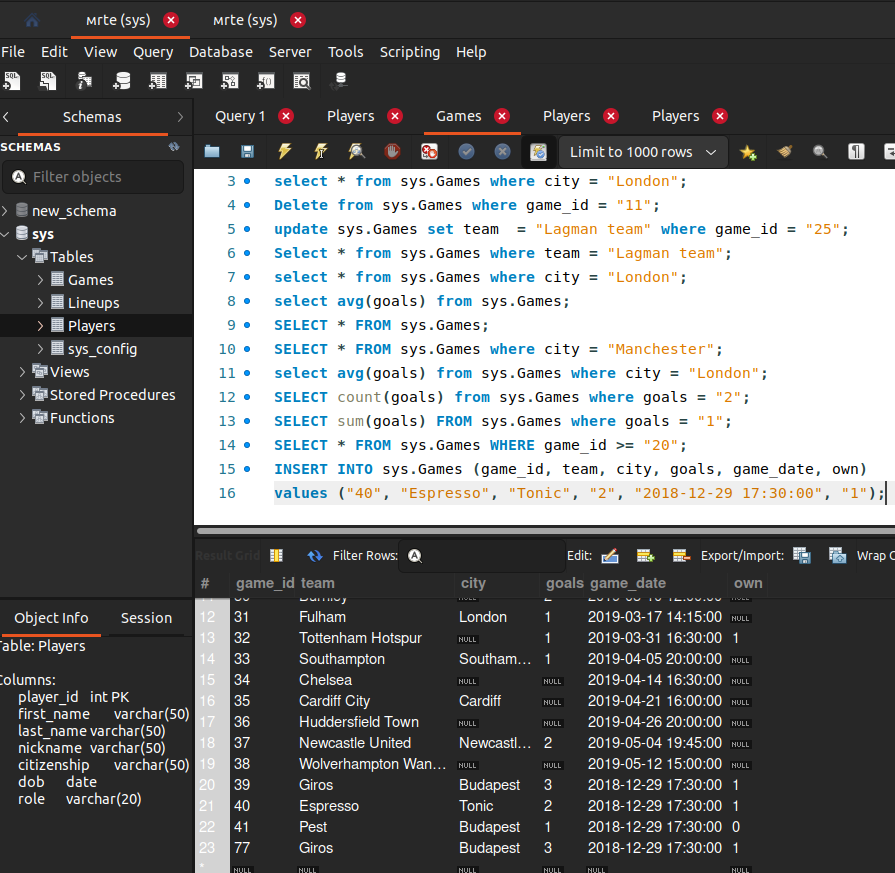 мrte (sys) мrte (sys)
File Edit View Query Database Server Tools Scripting Help
Schemas
SCHEMAS
Filter objects
new_schema
sys
Tables
Games
Lineups
Players
sys_config
Views
Stored Procedures
Functions
Query 1 Players Games Players Players
Limit to 1000 rows
3 select * from sys.Games where city = "London";
4 Delete from sys.Games where game_id = "11";
5 update sys.Games set team  = "Lagman team" where game_id = "25";
6 Select * from sys.Games where team = "Lagman team";
7 select * from sys.Games where city = "London";
8 select avg(goals) from sys.Games;
9 SELECT * FROM sys.Games;
10 SELECT * FROM sys.Games where city = "Manchester";
11 select avg(goals) from sys.Games where city = "London";
12 SELECT count(goals) from sys.Games where goals = "2";
13 SELECT sum(goals) FROM sys.Games where goals = "1";
14 SELECT * FROM sys.Games WHERE game_id >= "20";
15 INSERT INTO sys.Games (game_id, team, city, goals, game_date, own)
16 values ("40", "Espresso", "Tonic", "2", "2018-12-29 17:30:00", "1");
Result Grid Filter Rows: Edit: Export/Import: Wrap C
# game_id team city goals game_date own
12 31 Fulham London 1 2019-03-17 14:15:00 NULL
13 32 Tottenham Hotspur NULL 1 2019-03-31 16:30:00 1
14 33 Southampton Southam... 1 2019-04-05 20:00:00 NULL
15 34 Chelsea NULL NULL 2019-04-14 16:30:00 NULL
16 35 Cardiff City Cardiff NULL 2019-04-21 16:00:00 NULL
17 36 Huddersfield Town NULL NULL 2019-04-26 20:00:00 NULL
18 37 Newcastle United Newcastl... 2 2019-05-04 19:45:00 NULL
19 38 Wolverhampton Wan... NULL NULL 2019-05-12 15:00:00 NULL
20 39 Giros Budapest 3 2018-12-29 17:30:00 1
21 40 Espresso Tonic 2 2018-12-29 17:30:00 1
22 41 Pest Budapest 1 2018-12-29 17:30:00 0
23 77 Giros Budapest 3 2018-12-29 17:30:00 1
* NULL NULL NULL NULL NULL NULL
Object Info Session
Table: Players
Columns:
player_id int PK
first_name varchar(50)
last_name varchar(50)
nickname varchar(50)
citizenship varchar(50)
dob date
role varchar(20)